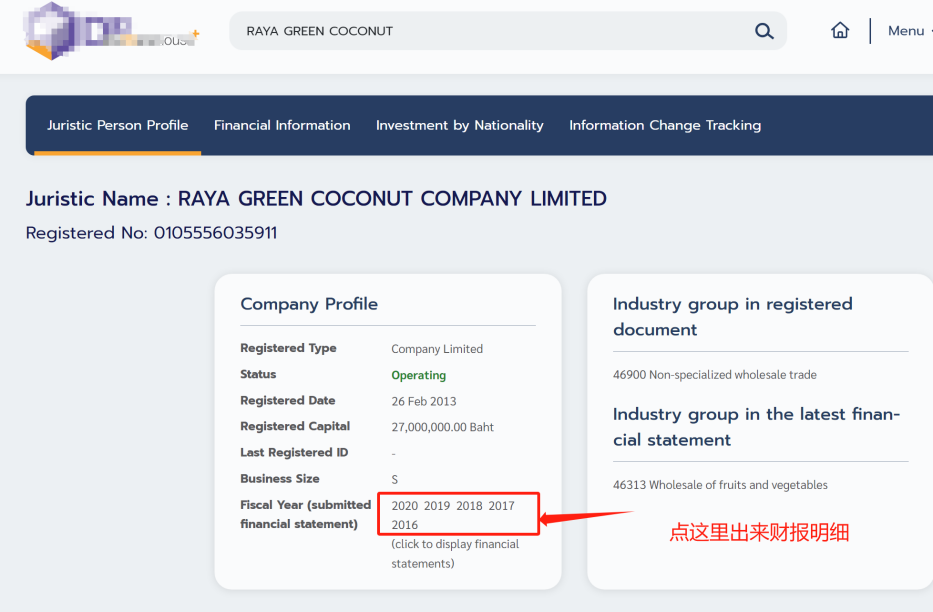 RAYA GREEN COCONUT
Menu
Juristic Person Profile Financial Information Investment by Nationality Information Change Tracking
Juristic Name : RAYA GREEN COCONUT COMPANY LIMITED
Registered No: 0105556035911
Company Profile
Registered Type Company Limited
Status Operating
Registered Date 26 Feb 2013
Registered Capital 27,000,000.00 Baht
Last Registered ID -
Business Size S
Fiscal Year (submitted 2020 2019 2018 2017
financial statement) 2016
(click to display financial
statements)
Industry group in registered
document
46900 Non-specialized wholesale trade
Industry group in the latest finan-
cial statement
46313 Wholesale of fruits and vegetables
点这里出来财报明细